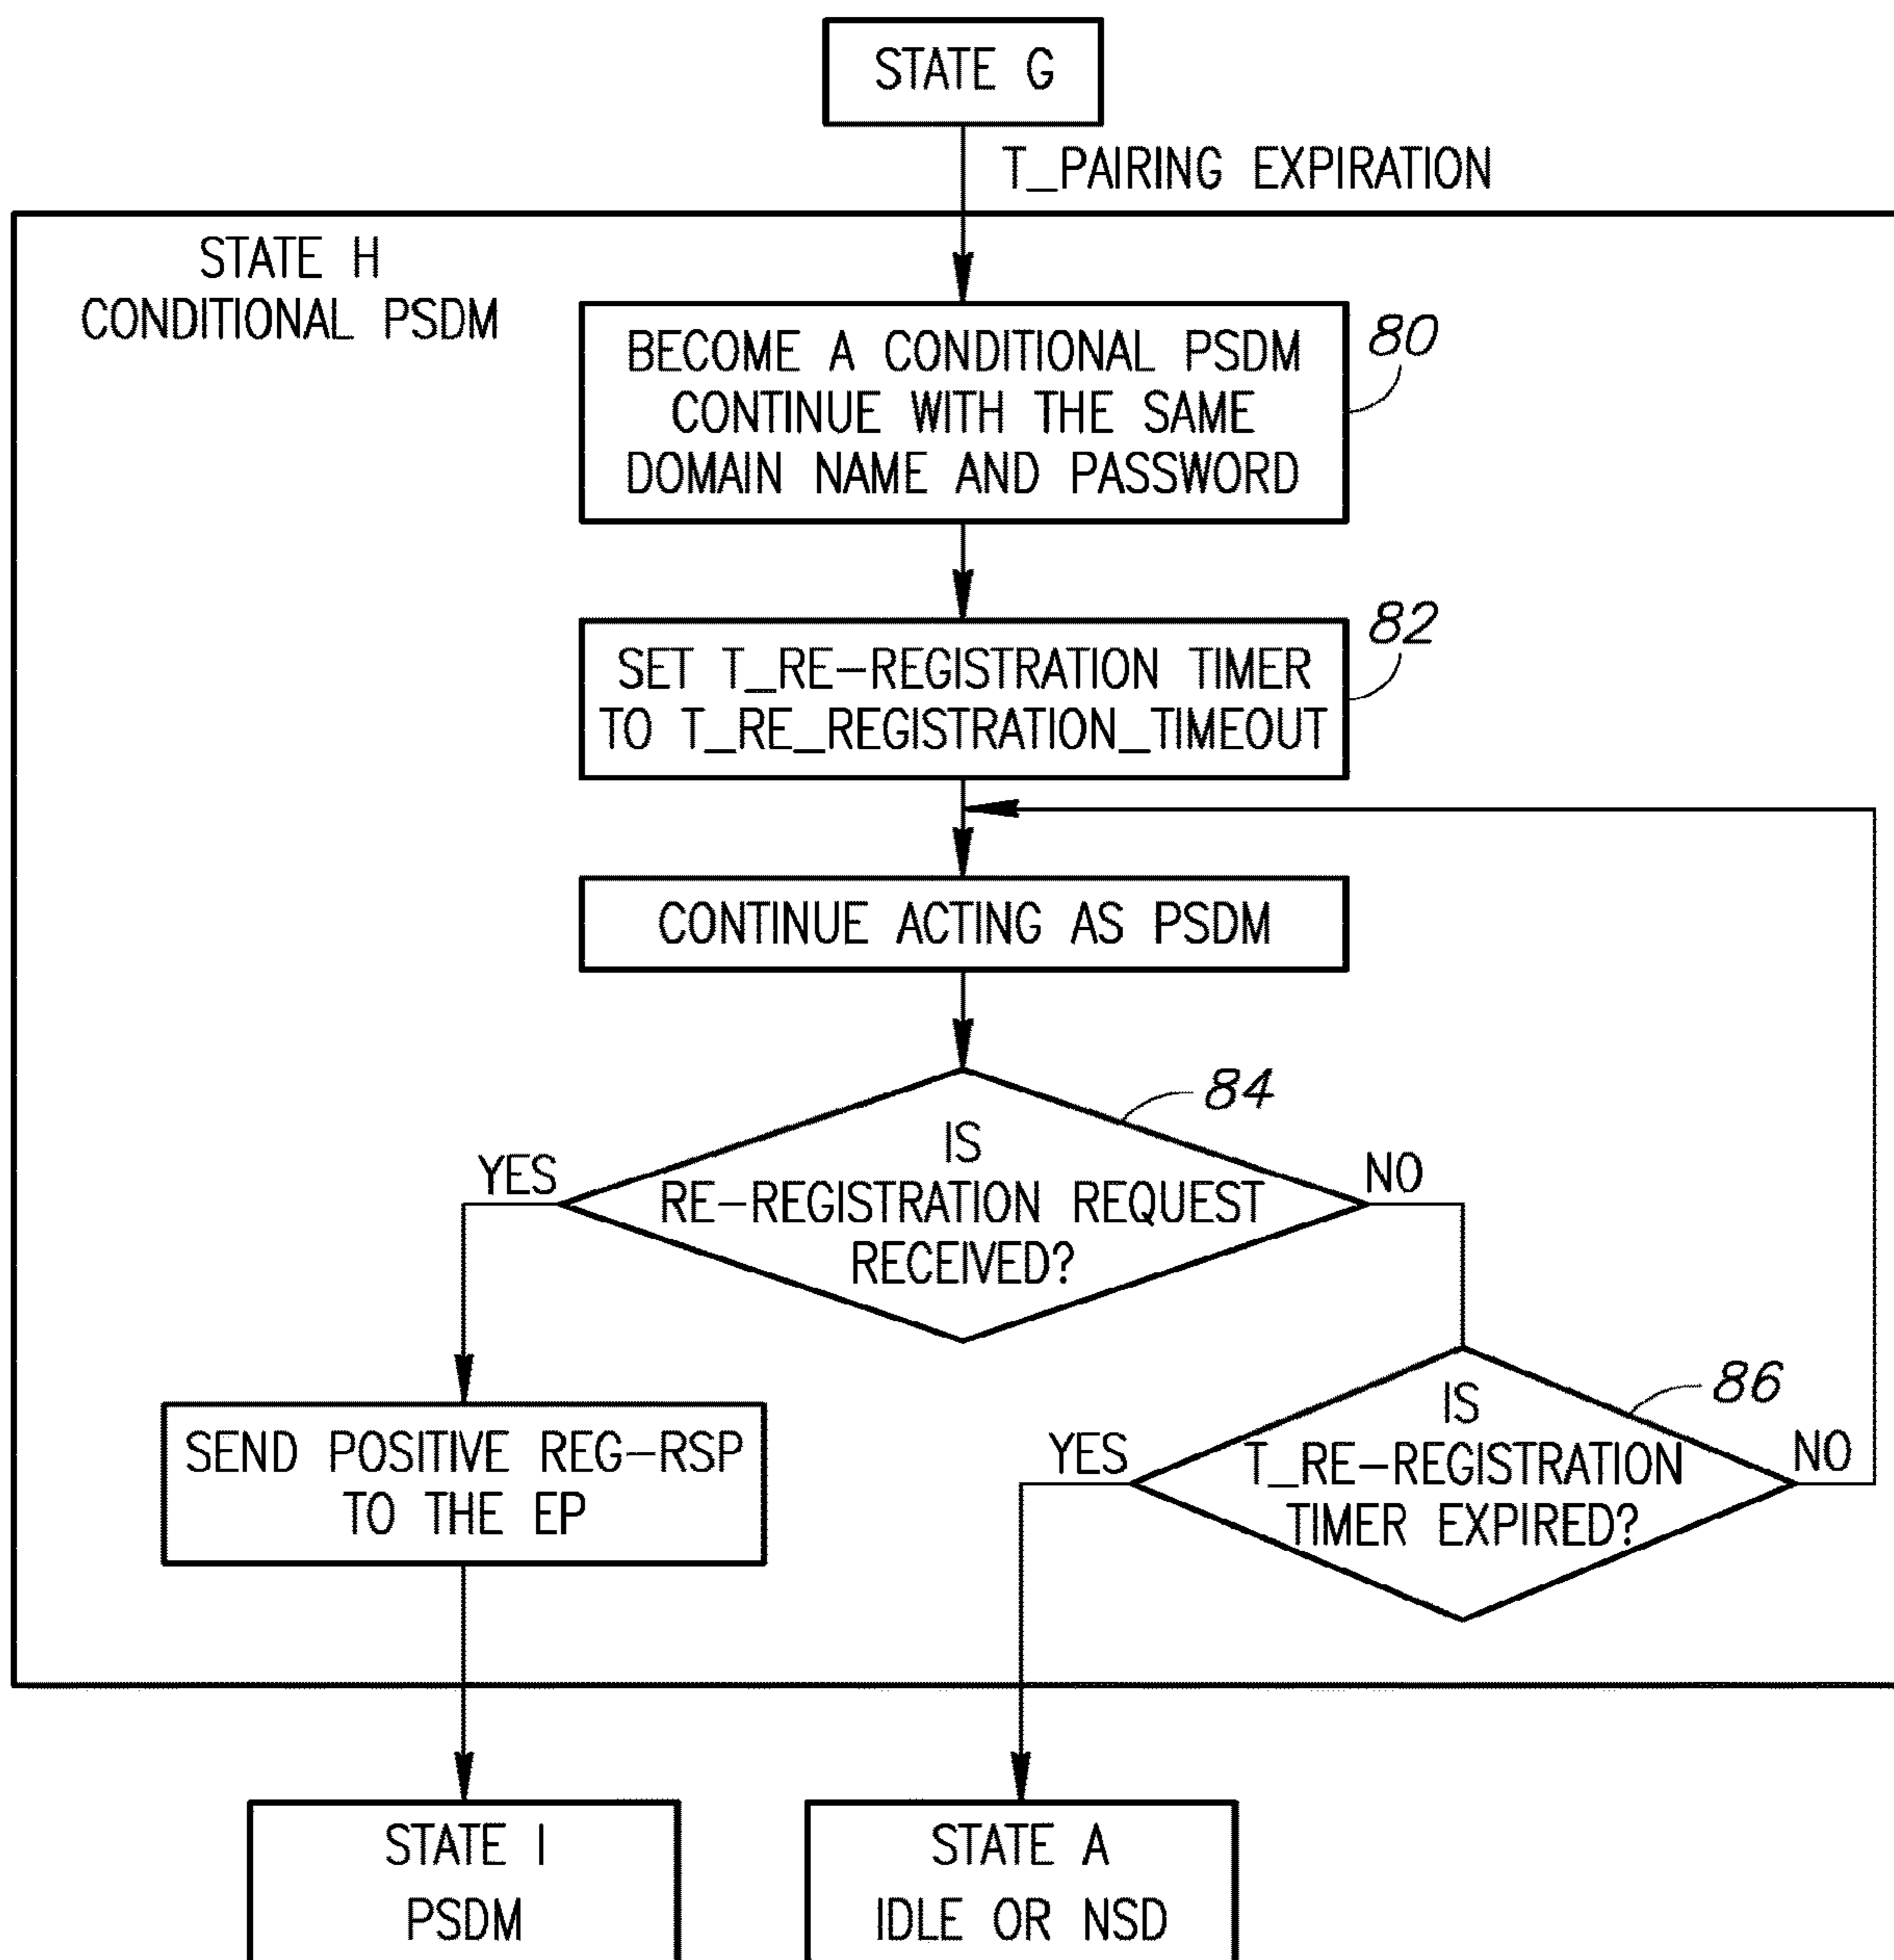 STATE G
T_PAIRING EXPIRATION
STATE H
CONDITIONAL PSDM
BECOME A CONDITIONAL PSDM
CONTINUE WITH THE SAME
DOMAIN NAME AND PASSWORD
80
SET T_RE-REGISTRATION TIMER
TO T_RE_REGISTRATION_TIMEOUT
82
CONTINUE ACTING AS PSDM
84
IS
RE-REGISTRATION REQUEST
RECEIVED?
YES
NO
SEND POSITIVE REG-RSP
TO THE EP
86
IS
T_RE-REGISTRATION
TIMER EXPIRED?
YES
NO
STATE I
PSDM
STATE A
IDLE OR NSD